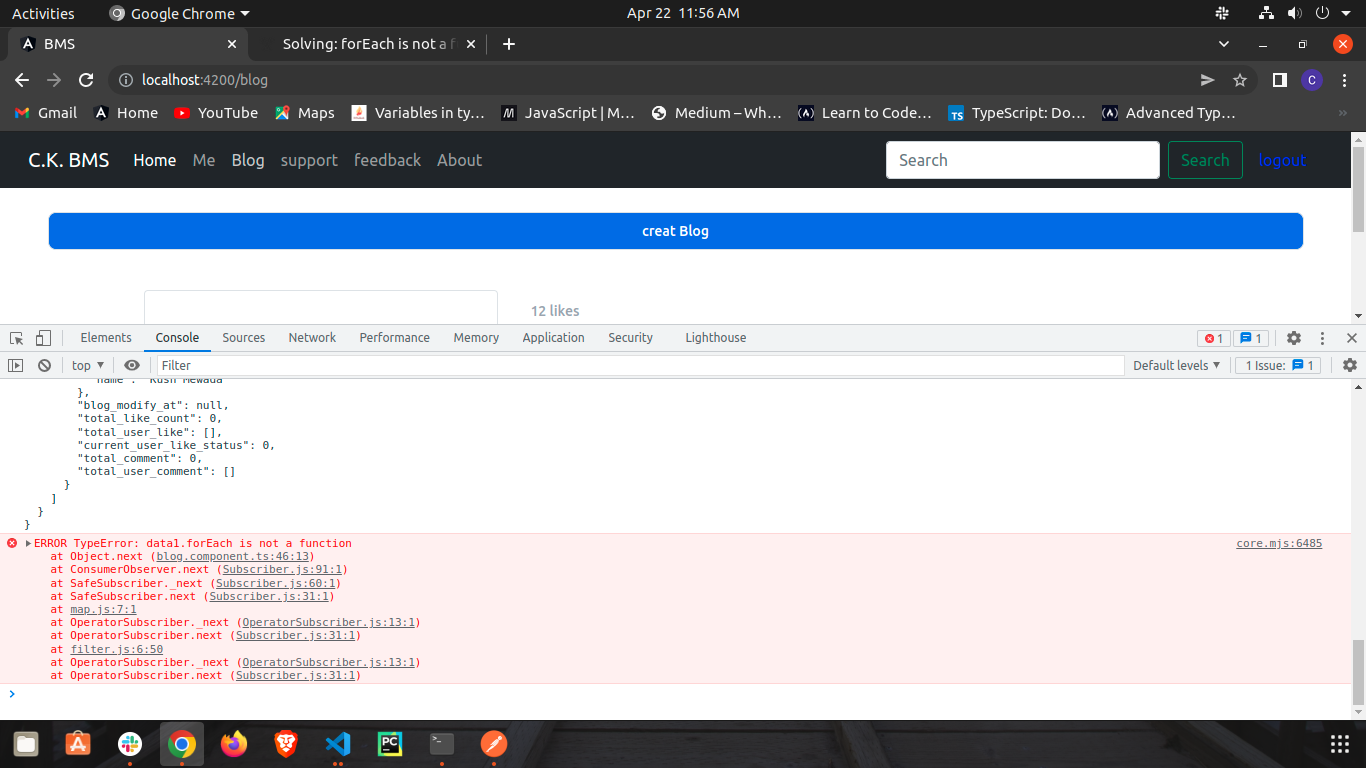 Activities Google Chrome Apr 22 11:56 AM
BMS Solving: forEach is not a f
localhost:4200/blog C
Gmail Home YouTube Maps Variables in ty… JavaScript | M… Medium – Wh… Learn to Code… TypeScript: Do… Advanced Typ… »
C.K. BMS Home Me Blog support feedback About Search Search logout
creat Blog
12 likes
Elements Console Sources Network Performance Memory Application Security Lighthouse 1 1
top Filter Default levels 1 Issue: 1
"name": "Kush Mewada"
},
"blog_modify_at": null,
"total_like_count": 0,
"total_user_like": [],
"current_user_like_status": 0,
"total_comment": 0,
"total_user_comment": []
}
]
}
}
ERROR TypeError: data1.forEach is not a function core.mjs:6485
at Object.next (blog.component.ts:46:13)
at ConsumerObserver.next (Subscriber.js:91:1)
at SafeSubscriber._next (Subscriber.js:60:1)
at SafeSubscriber.next (Subscriber.js:31:1)
at map.js:7:1
at OperatorSubscriber._next (OperatorSubscriber.js:13:1)
at OperatorSubscriber.next (Subscriber.js:31:1)
at filter.js:6:50
at OperatorSubscriber._next (OperatorSubscriber.js:13:1)
at OperatorSubscriber.next (Subscriber.js:31:1)